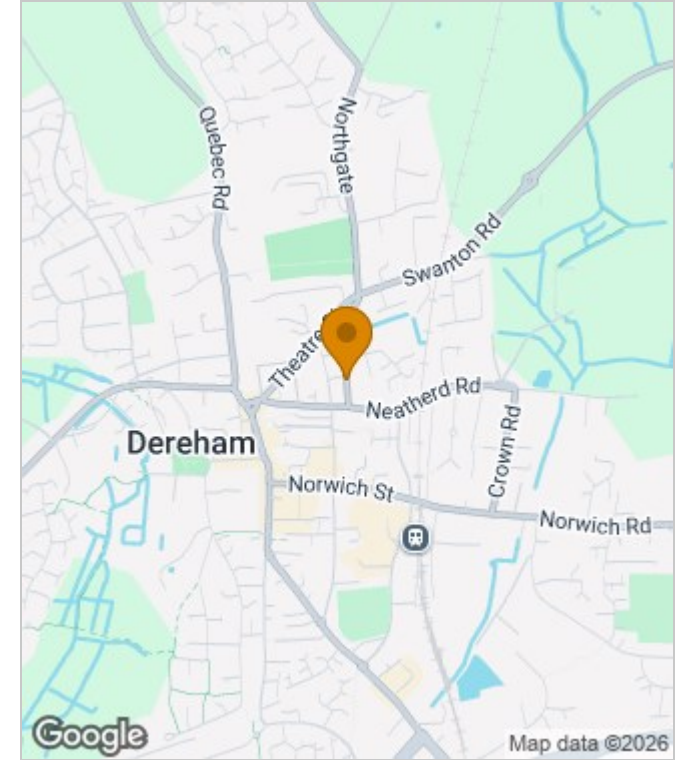 Quebec Rd
Northgate
Swanton Rd
Theatre
Neatherd Rd
Dereham
Crown Rd
Norwich St
Norwich Rd
Google
Map data ©2026